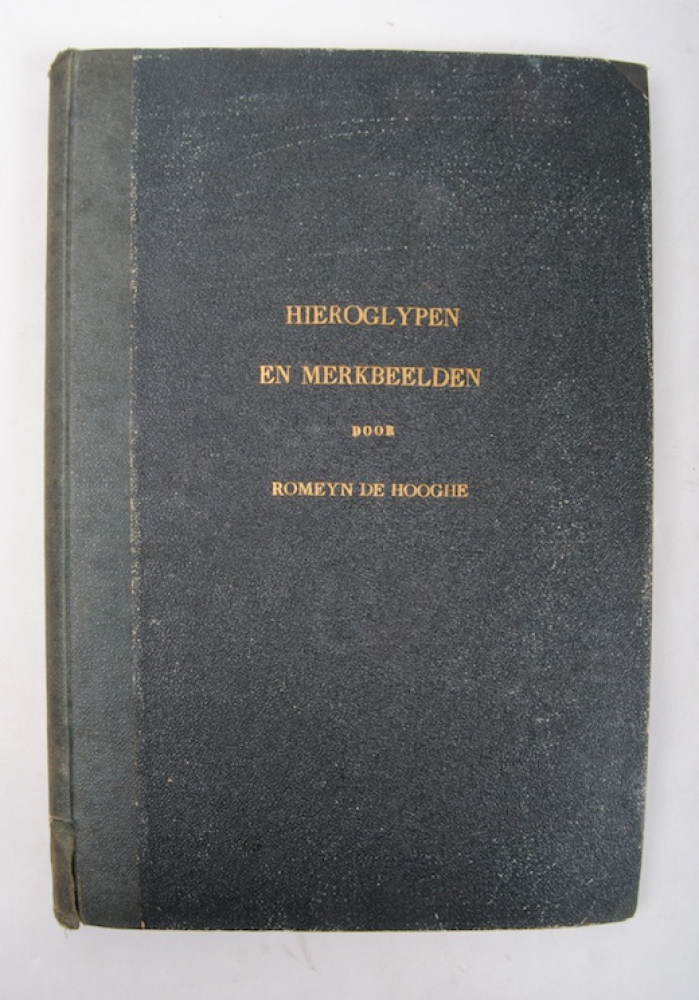 HIEROGLYPEN
EN MERKBEELDEN
DOOR
ROMEYN DE HOOGHE